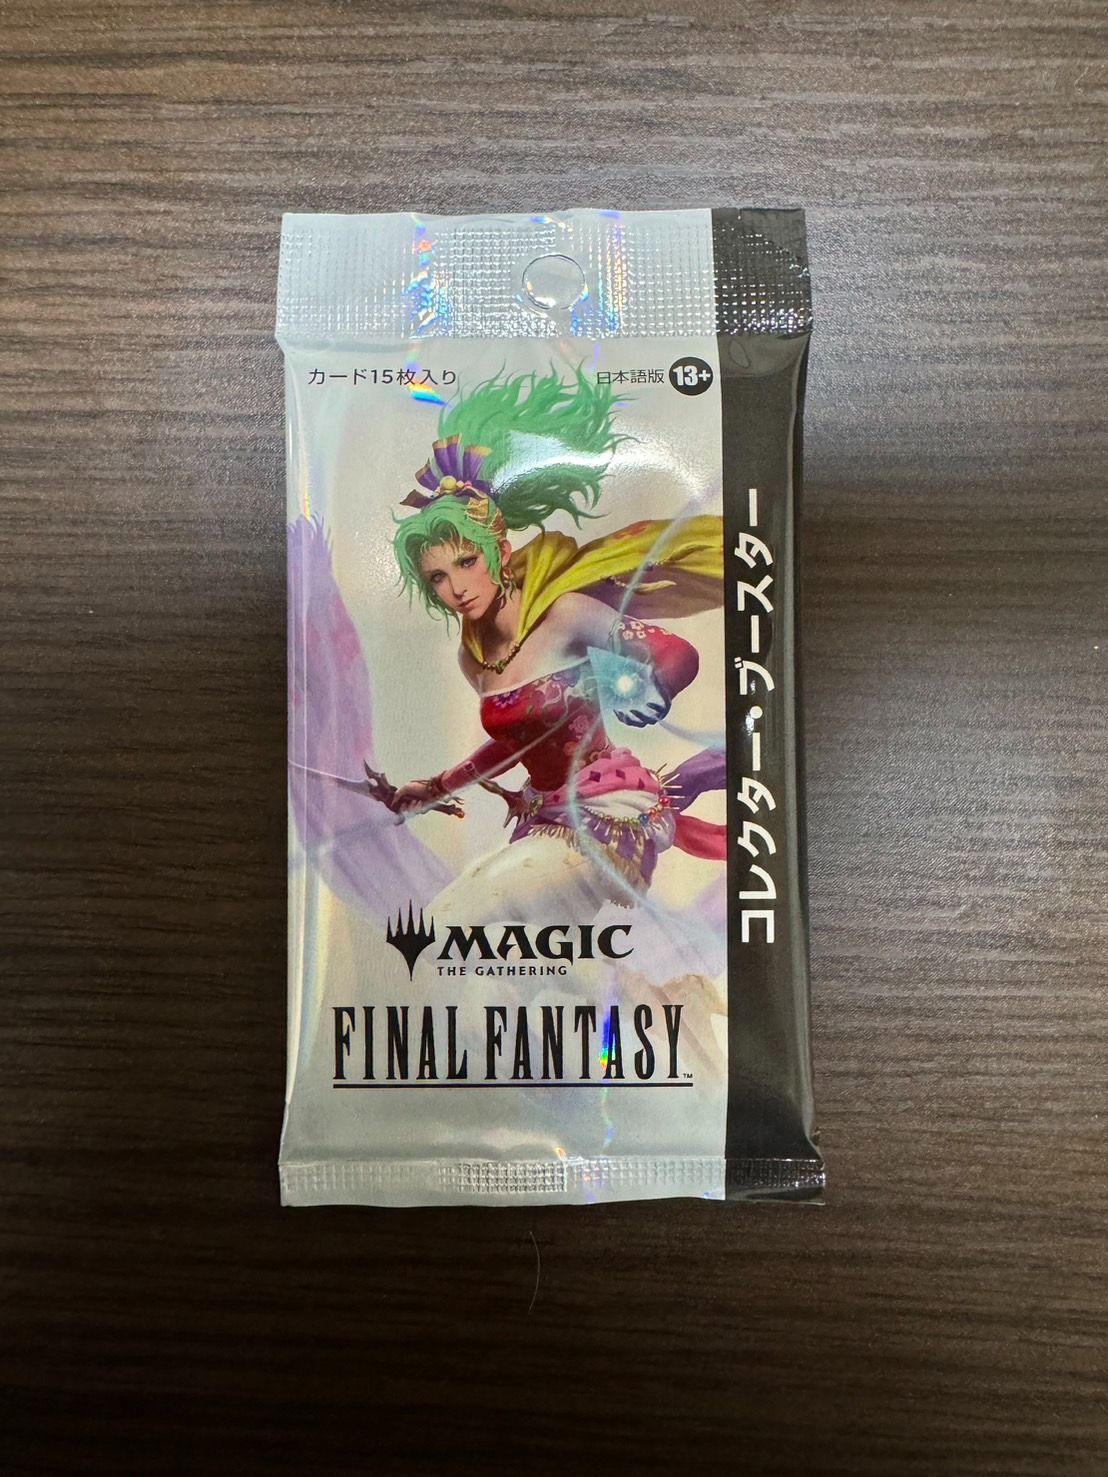 カード15枚入り
日本語版 13+
コレクター・ブースター
MAGIC
THE GATHERING
FINAL FANTASY™